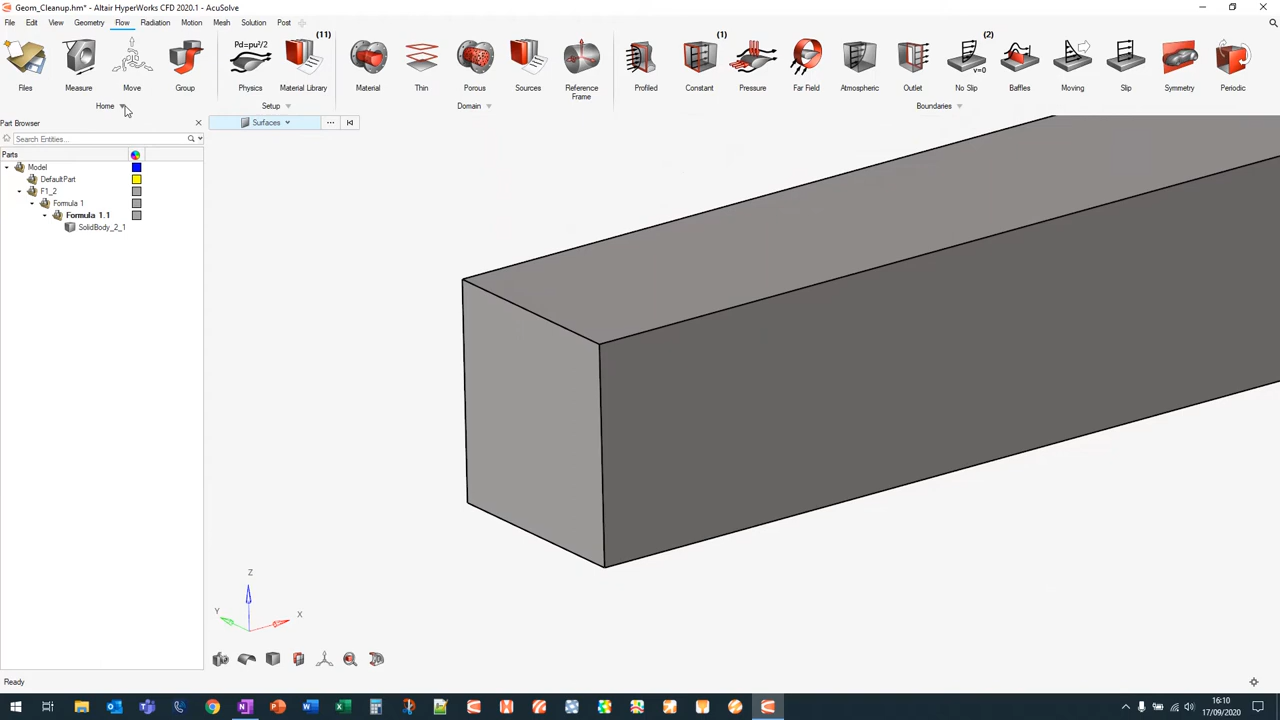 Geom_Cleanup.hm* - Altair HyperWorks CFD 2020.1 - AcuSolve
File Edit View Geometry Flow Radiation Motion Mesh Solution Post
Pd=ρu²/2 (11) (1) (2) v=0
Files Measure Move Group Physics Material Library Material Thin Porous Sources Reference Frame Profiled Constant Pressure Far Field Atmospheric Outlet No Slip Baffles Moving Slip Symmetry Periodic
Home Setup Domain Boundaries
Part Browser
Surfaces
Search Entities...
Parts
Model
DefaultPart
F1_2
Formula 1
Formula 1.1
SolidBody_2_1
Z
Y
X
Ready
16:10
17/09/2020